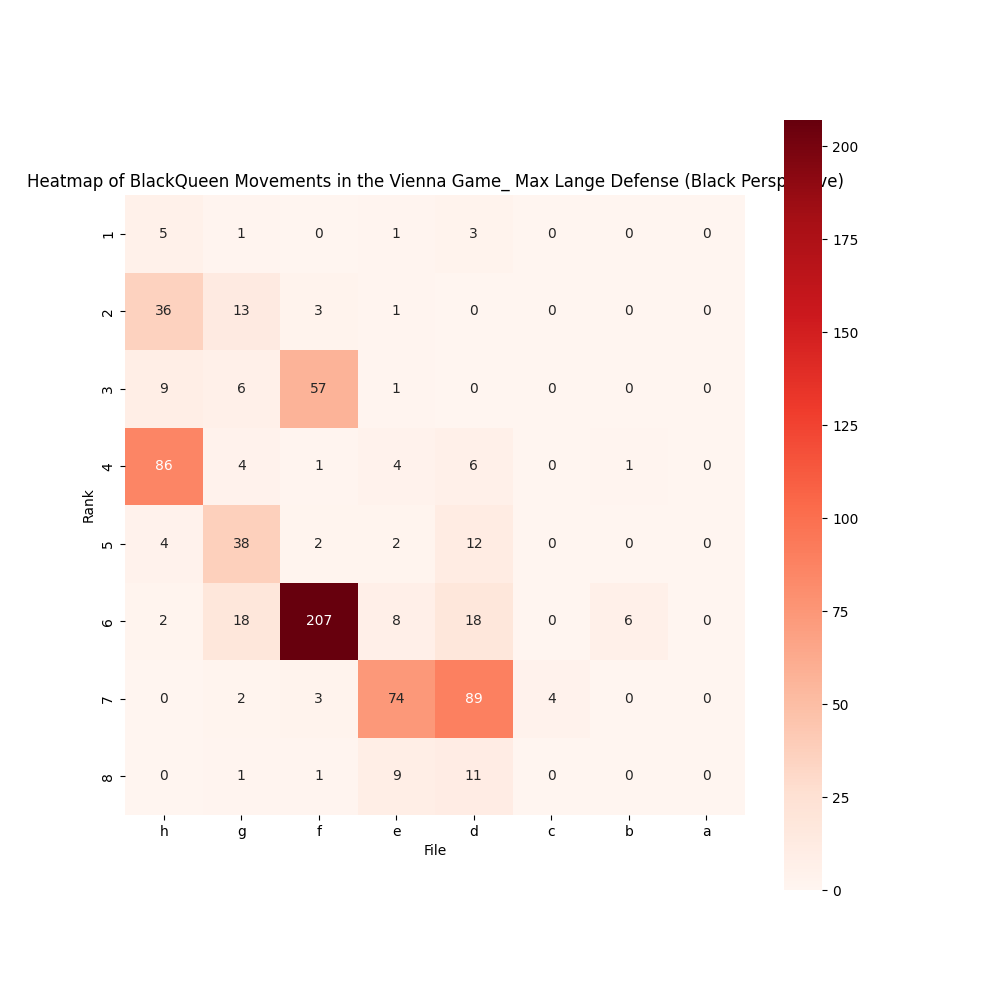 Heatmap of BlackQueen Movements in the Vienna Game_ Max Lange Defense (Black Perspective)
1 5 1 0 1 3 0 0 0
2 36 13 3 1 0 0 0 0
3 9 6 57 1 0 0 0 0
4 86 4 1 4 6 0 1 0
Rank
5 4 38 2 2 12 0 0 0
6 2 18 207 8 18 0 6 0
7 0 2 3 74 89 4 0 0
8 0 1 1 9 11 0 0 0
h g f e d c b a
File
200
175
150
125
100
75
50
25
0